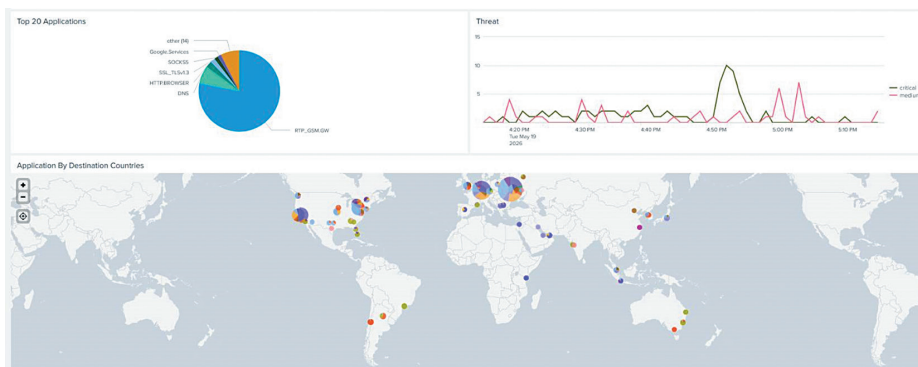 Top 20 Applications
other (14)
Google.Services
SOCKS5
SSL_TLSv1.3
HTTP.BROWSER
DNS
RTP_GSM.GW
Threat
15
10
5
critical
medium
4:20 PM
Tue May 19
2026
4:30 PM
4:40 PM
4:50 PM
5:00 PM
5:10 PM
Application By Destination Countries
+
−